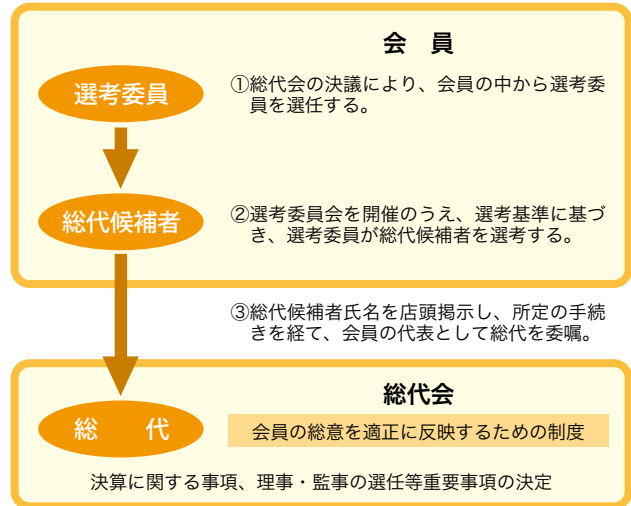 会　員
選考委員
①総代会の決議により、会員の中から選考委
員を選任する。
総代候補者
②選考委員会を開催のうえ、選考基準に基づ
き、選考委員が総代候補者を選考する。
③総代候補者氏名を店頭掲示し、所定の手続
きを経て、会員の代表として総代を委嘱。
総代会
総　代
会員の総意を適正に反映するための制度
決算に関する事項、理事・監事の選任等重要事項の決定